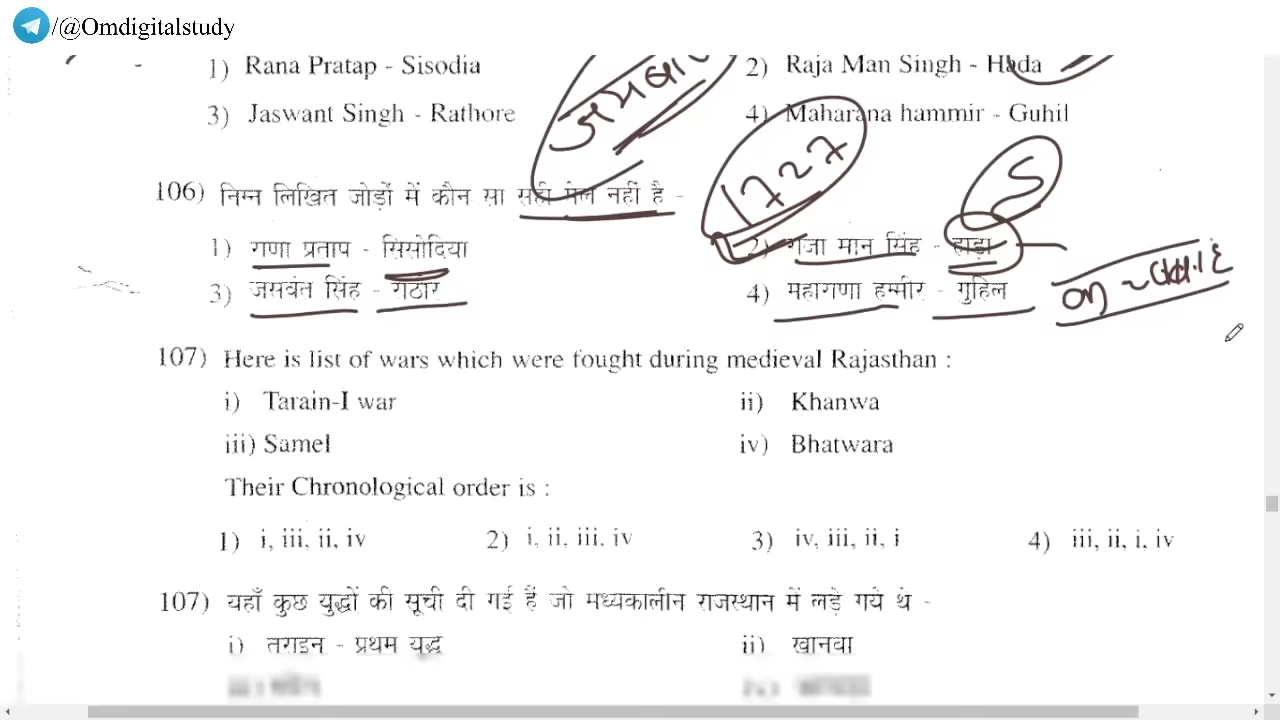 /@Omdigitalstudy
1) Rana Pratap - Sisodia 2) Raja Man Singh - Hada
3) Jaswant Singh - Rathore 4) Maharana hammir - Guhil
1727
S
106) निम्न लिखित जोड़ों में कौन सा सही मेल नहीं है -
1) राणा प्रताप - सिसोदिया 2) राजा मान सिंह - हाड़ा
3) जसवंत सिंह - राठौर 4) महाराणा हम्मीर - गुहिल
107) Here is list of wars which were fought during medieval Rajasthan :
i) Tarain-I war ii) Khanwa
iii) Samel iv) Bhatwara
Their Chronological order is :
1) i, iii, ii, iv 2) i, ii, iii. iv 3) iv, iii, ii, i 4) iii, ii, i, iv
107) यहाँ कुछ युद्धों की सूची दी गई हैं जो मध्यकालीन राजस्थान में लड़े गये थे -
i) तराइन - प्रथम युद्ध ii) खानवा